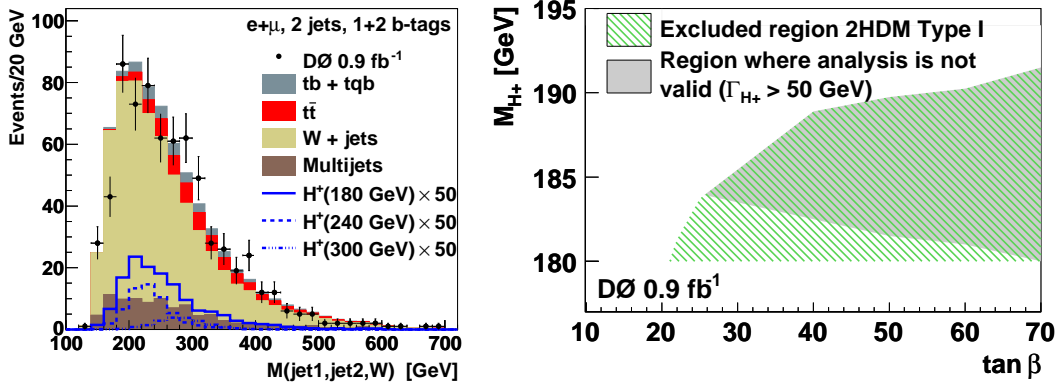 e+μ, 2 jets, 1+2 b-tags
DØ 0.9 fb⁻¹
tb + tqb
tt̄
W + jets
Multijets
H⁺(180 GeV) × 50
H⁺(240 GeV) × 50
H⁺(300 GeV) × 50
Events/20 GeV
100
80
60
40
20
0
100 200 300 400 500 600 700
M(jet1,jet2,W) [GeV]
M_H+ [GeV]
195
190
185
180
Excluded region 2HDM Type I
Region where analysis is not
valid (Γ_H+ > 50 GeV)
DØ 0.9 fb⁻¹
10 20 30 40 50 60 70
tan β